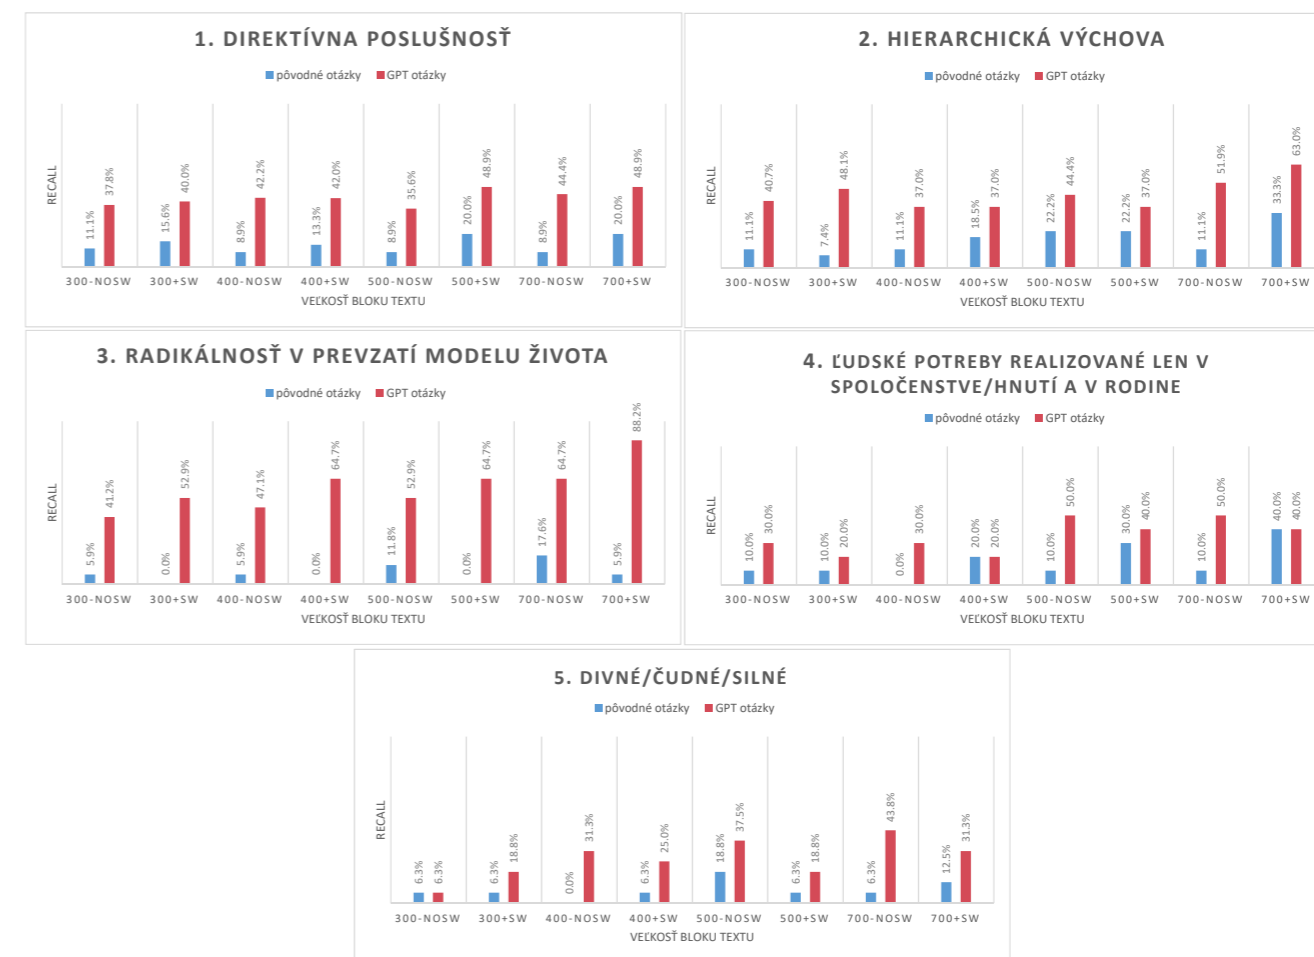 1. DIREKTÍVNA POSLUŠNOSŤ
pôvodné otázky GPT otázky
RECALL
11.1% 37.8% 15.6% 40.0% 8.9% 42.2% 13.3% 42.0% 8.9% 35.6% 20.0% 48.9% 8.9% 44.4% 20.0% 48.9%
300-NOSW 300+SW 400-NOSW 400+SW 500-NOSW 500+SW 700-NOSW 700+SW
VEĽKOSŤ BLOKU TEXTU
2. HIERARCHICKÁ VÝCHOVA
pôvodné otázky GPT otázky
RECALL
11.1% 40.7% 7.4% 48.1% 11.1% 37.0% 18.5% 37.0% 22.2% 44.4% 22.2% 37.0% 11.1% 51.9% 33.3% 63.0%
300-NOSW 300+SW 400-NOSW 400+SW 500-NOSW 500+SW 700-NOSW 700+SW
VEĽKOSŤ BLOKU TEXTU
3. RADIKÁLNOSŤ V PREVZATÍ MODELU ŽIVOTA
pôvodné otázky GPT otázky
RECALL
5.9% 41.2% 0.0% 52.9% 5.9% 47.1% 0.0% 64.7% 11.8% 52.9% 0.0% 64.7% 17.6% 64.7% 5.9% 88.2%
300-NOSW 300+SW 400-NOSW 400+SW 500-NOSW 500+SW 700-NOSW 700+SW
VEĽKOSŤ BLOKU TEXTU
4. ĽUDSKÉ POTREBY REALIZOVANÉ LEN V
SPOLOČENSTVE/HNUTÍ A V RODINE
pôvodné otázky GPT otázky
RECALL
10.0% 30.0% 10.0% 20.0% 0.0% 30.0% 20.0% 20.0% 10.0% 50.0% 30.0% 40.0% 10.0% 50.0% 40.0% 40.0%
300-NOSW 300+SW 400-NOSW 400+SW 500-NOSW 500+SW 700-NOSW 700+SW
VEĽKOSŤ BLOKU TEXTU
5. DIVNÉ/ČUDNÉ/SILNÉ
pôvodné otázky GPT otázky
RECALL
6.3% 6.3% 6.3% 18.8% 0.0% 31.3% 6.3% 25.0% 18.8% 37.5% 6.3% 18.8% 6.3% 43.8% 12.5% 31.3%
300-NOSW 300+SW 400-NOSW 400+SW 500-NOSW 500+SW 700-NOSW 700+SW
VEĽKOSŤ BLOKU TEXTU